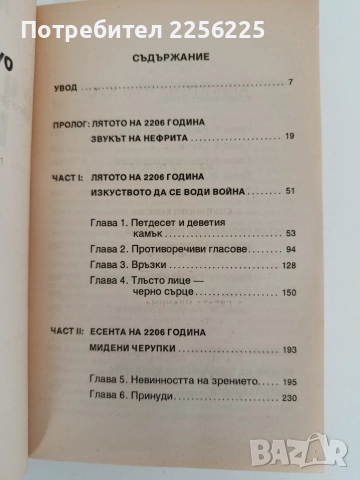 Потребител 2256225
СЪДЪРЖАНИЕ
УВОД 7
ПРОЛОГ: ЛЯТОТО НА 2206 ГОДИНА
ЗВУКЪТ НА НЕФРИТА 19
ЧАСТ I: ЛЯТОТО НА 2206 ГОДИНА
ИЗКУСТВОТО ДА СЕ ВОДИ ВОЙНА 51
Глава 1. Петдесет и деветия
камък 53
Глава 2. Противоречиви гласове 94
Глава 3. Връзки 128
Глава 4. Тлъсто лице —
черно сърце 150
ЧАСТ II: ЕСЕНТА НА 2206 ГОДИНА
МИДЕНИ ЧЕРУПКИ 193
Глава 5. Невинността на зрението 195
Глава 6. Принуди 230
BAZAR